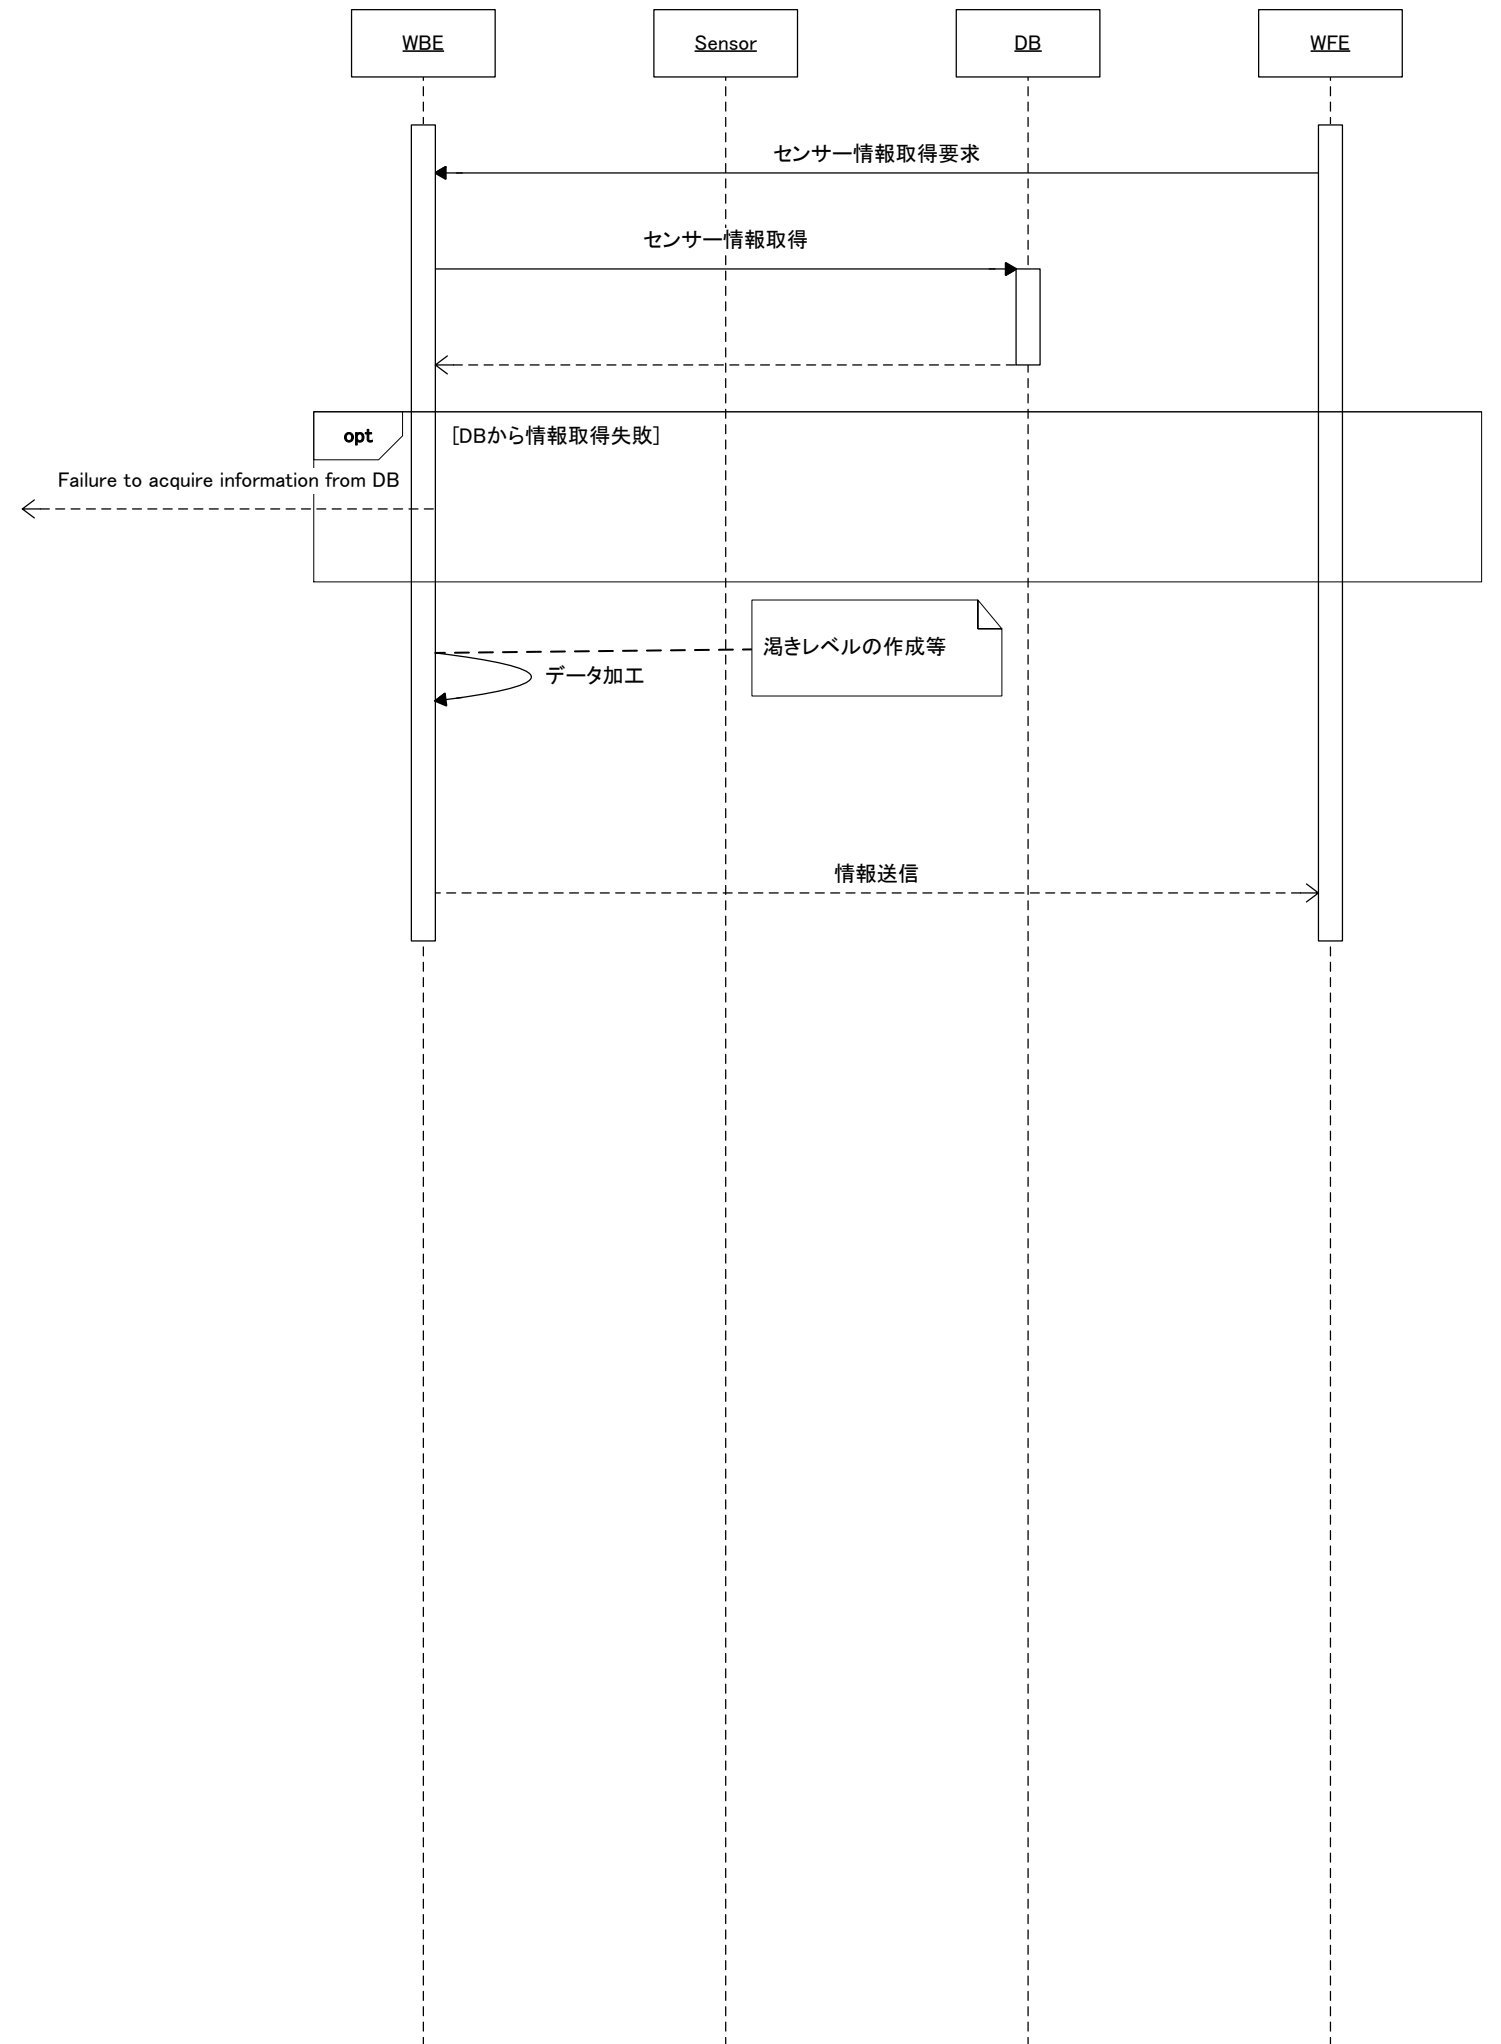 WBE
Sensor
DB
WFE
センサー情報取得要求
センサー情報取得
opt
[DBから情報取得失敗]
Failure to acquire information from DB
渇きレベルの作成等
データ加工
情報送信